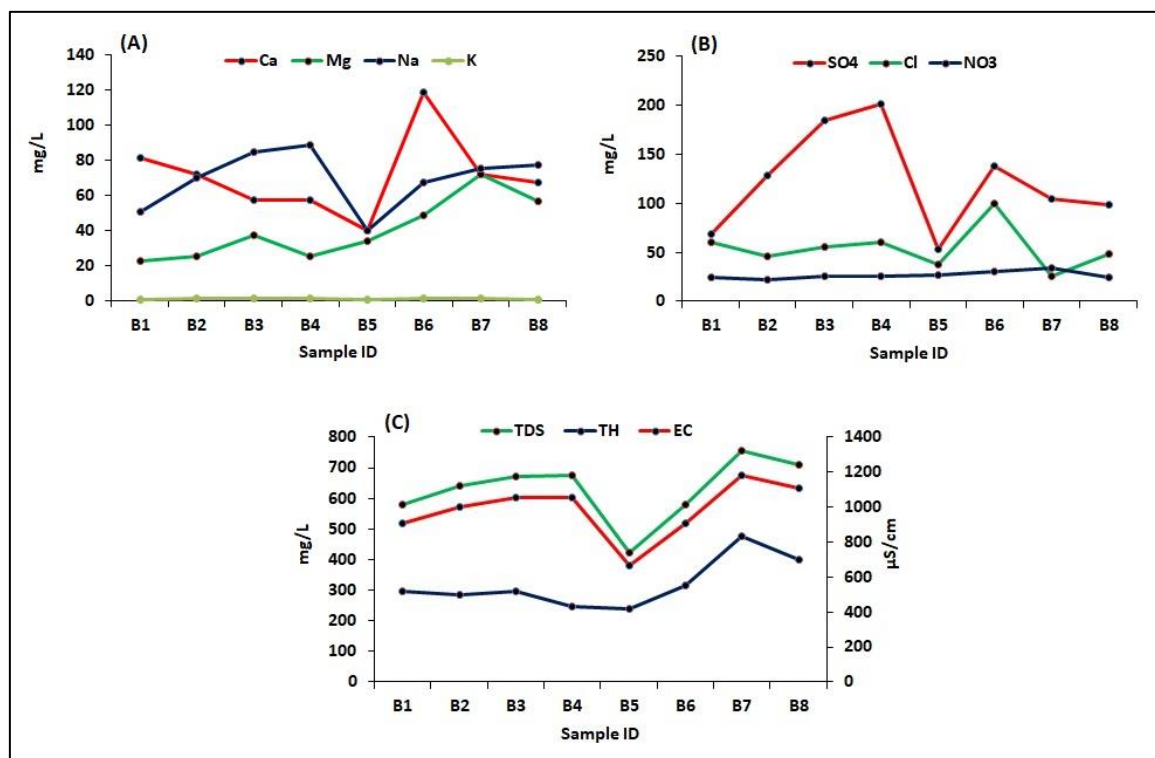 (A)
Ca Mg Na K
140
120
100
80
60
40
20
0
mg/L
B1 B2 B3 B4 B5 B6 B7 B8
Sample ID
(B)
SO4 Cl NO3
250
200
150
100
50
0
mg/L
B1 B2 B3 B4 B5 B6 B7 B8
Sample ID
(C)
TDS TH EC
800
700
600
500
400
300
200
100
0
mg/L
1400
1200
1000
800
600
400
200
0
µS/cm
B1 B2 B3 B4 B5 B6 B7 B8
Sample ID